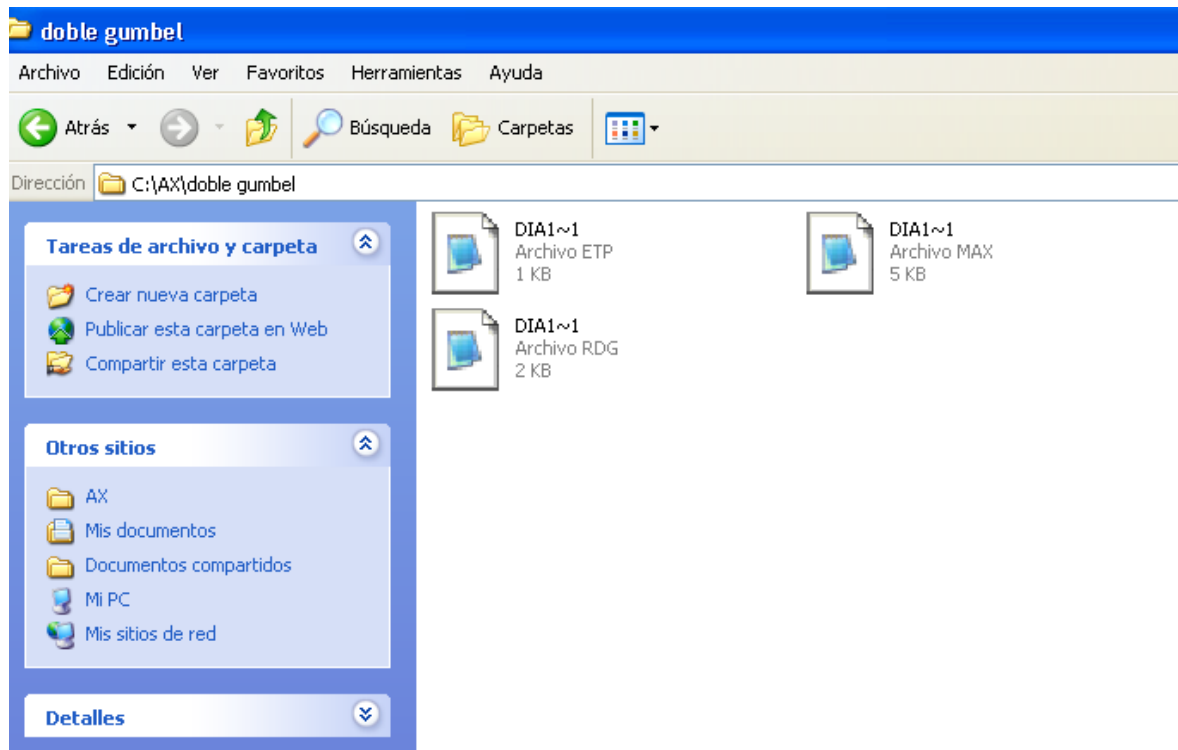 doble gumbel
Archivo Edición Ver Favoritos Herramientas Ayuda
Atrás Búsqueda Carpetas
Dirección C:\AX\doble gumbel
Tareas de archivo y carpeta
Crear nueva carpeta
Publicar esta carpeta en Web
Compartir esta carpeta
Otros sitios
AX
Mis documentos
Documentos compartidos
Mi PC
Mis sitios de red
Detalles
DIA1~1
Archivo ETP
1 KB
DIA1~1
Archivo MAX
5 KB
DIA1~1
Archivo RDG
2 KB